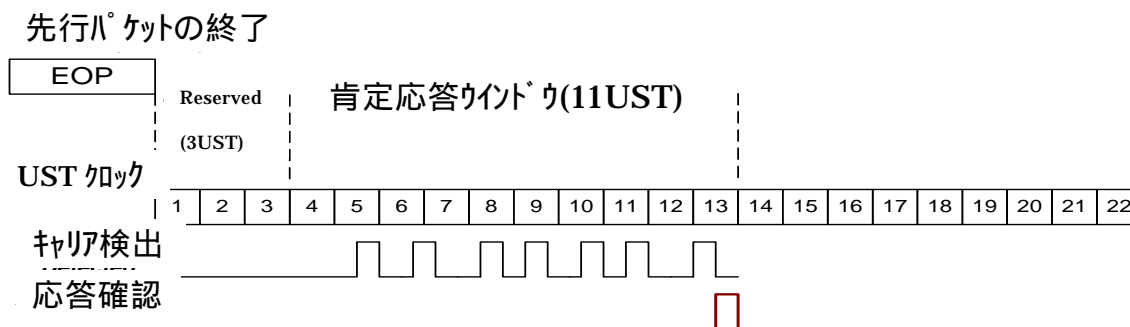 先行ﾊﾟｹｯﾄの終了
EOP
Reserved
(3UST)
肯定応答ｳｲﾝﾄﾞｳ(11UST)
UST ｸﾛｯｸ
1 2 3 4 5 6 7 8 9 10 11 12 13 14 15 16 17 18 19 20 21 22
ｷｬﾘｱ検出
応答確認